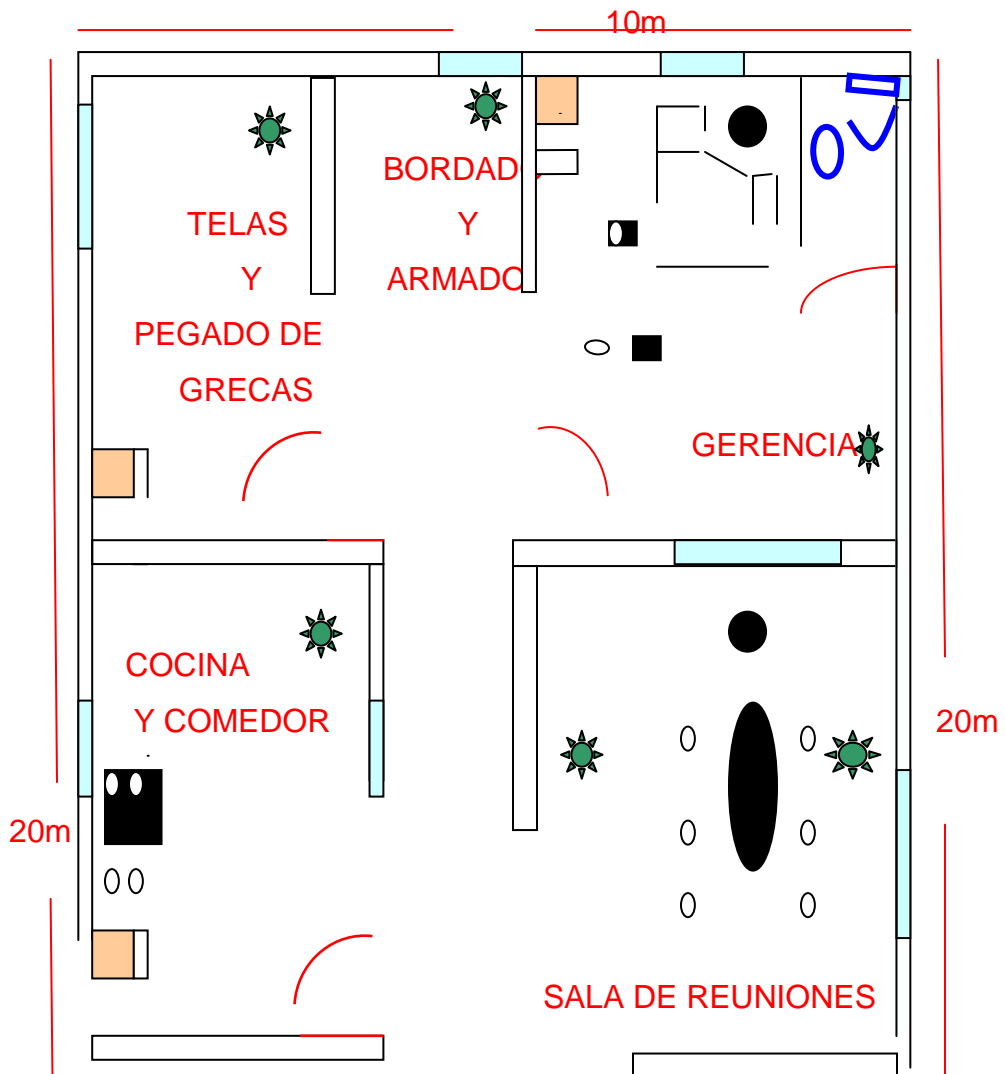 10m
TELAS
Y
PEGADO DE
GRECAS
BORDADO
Y
ARMADO
GERENCIA
COCINA
Y COMEDOR
20m
20m
SALA DE REUNIONES